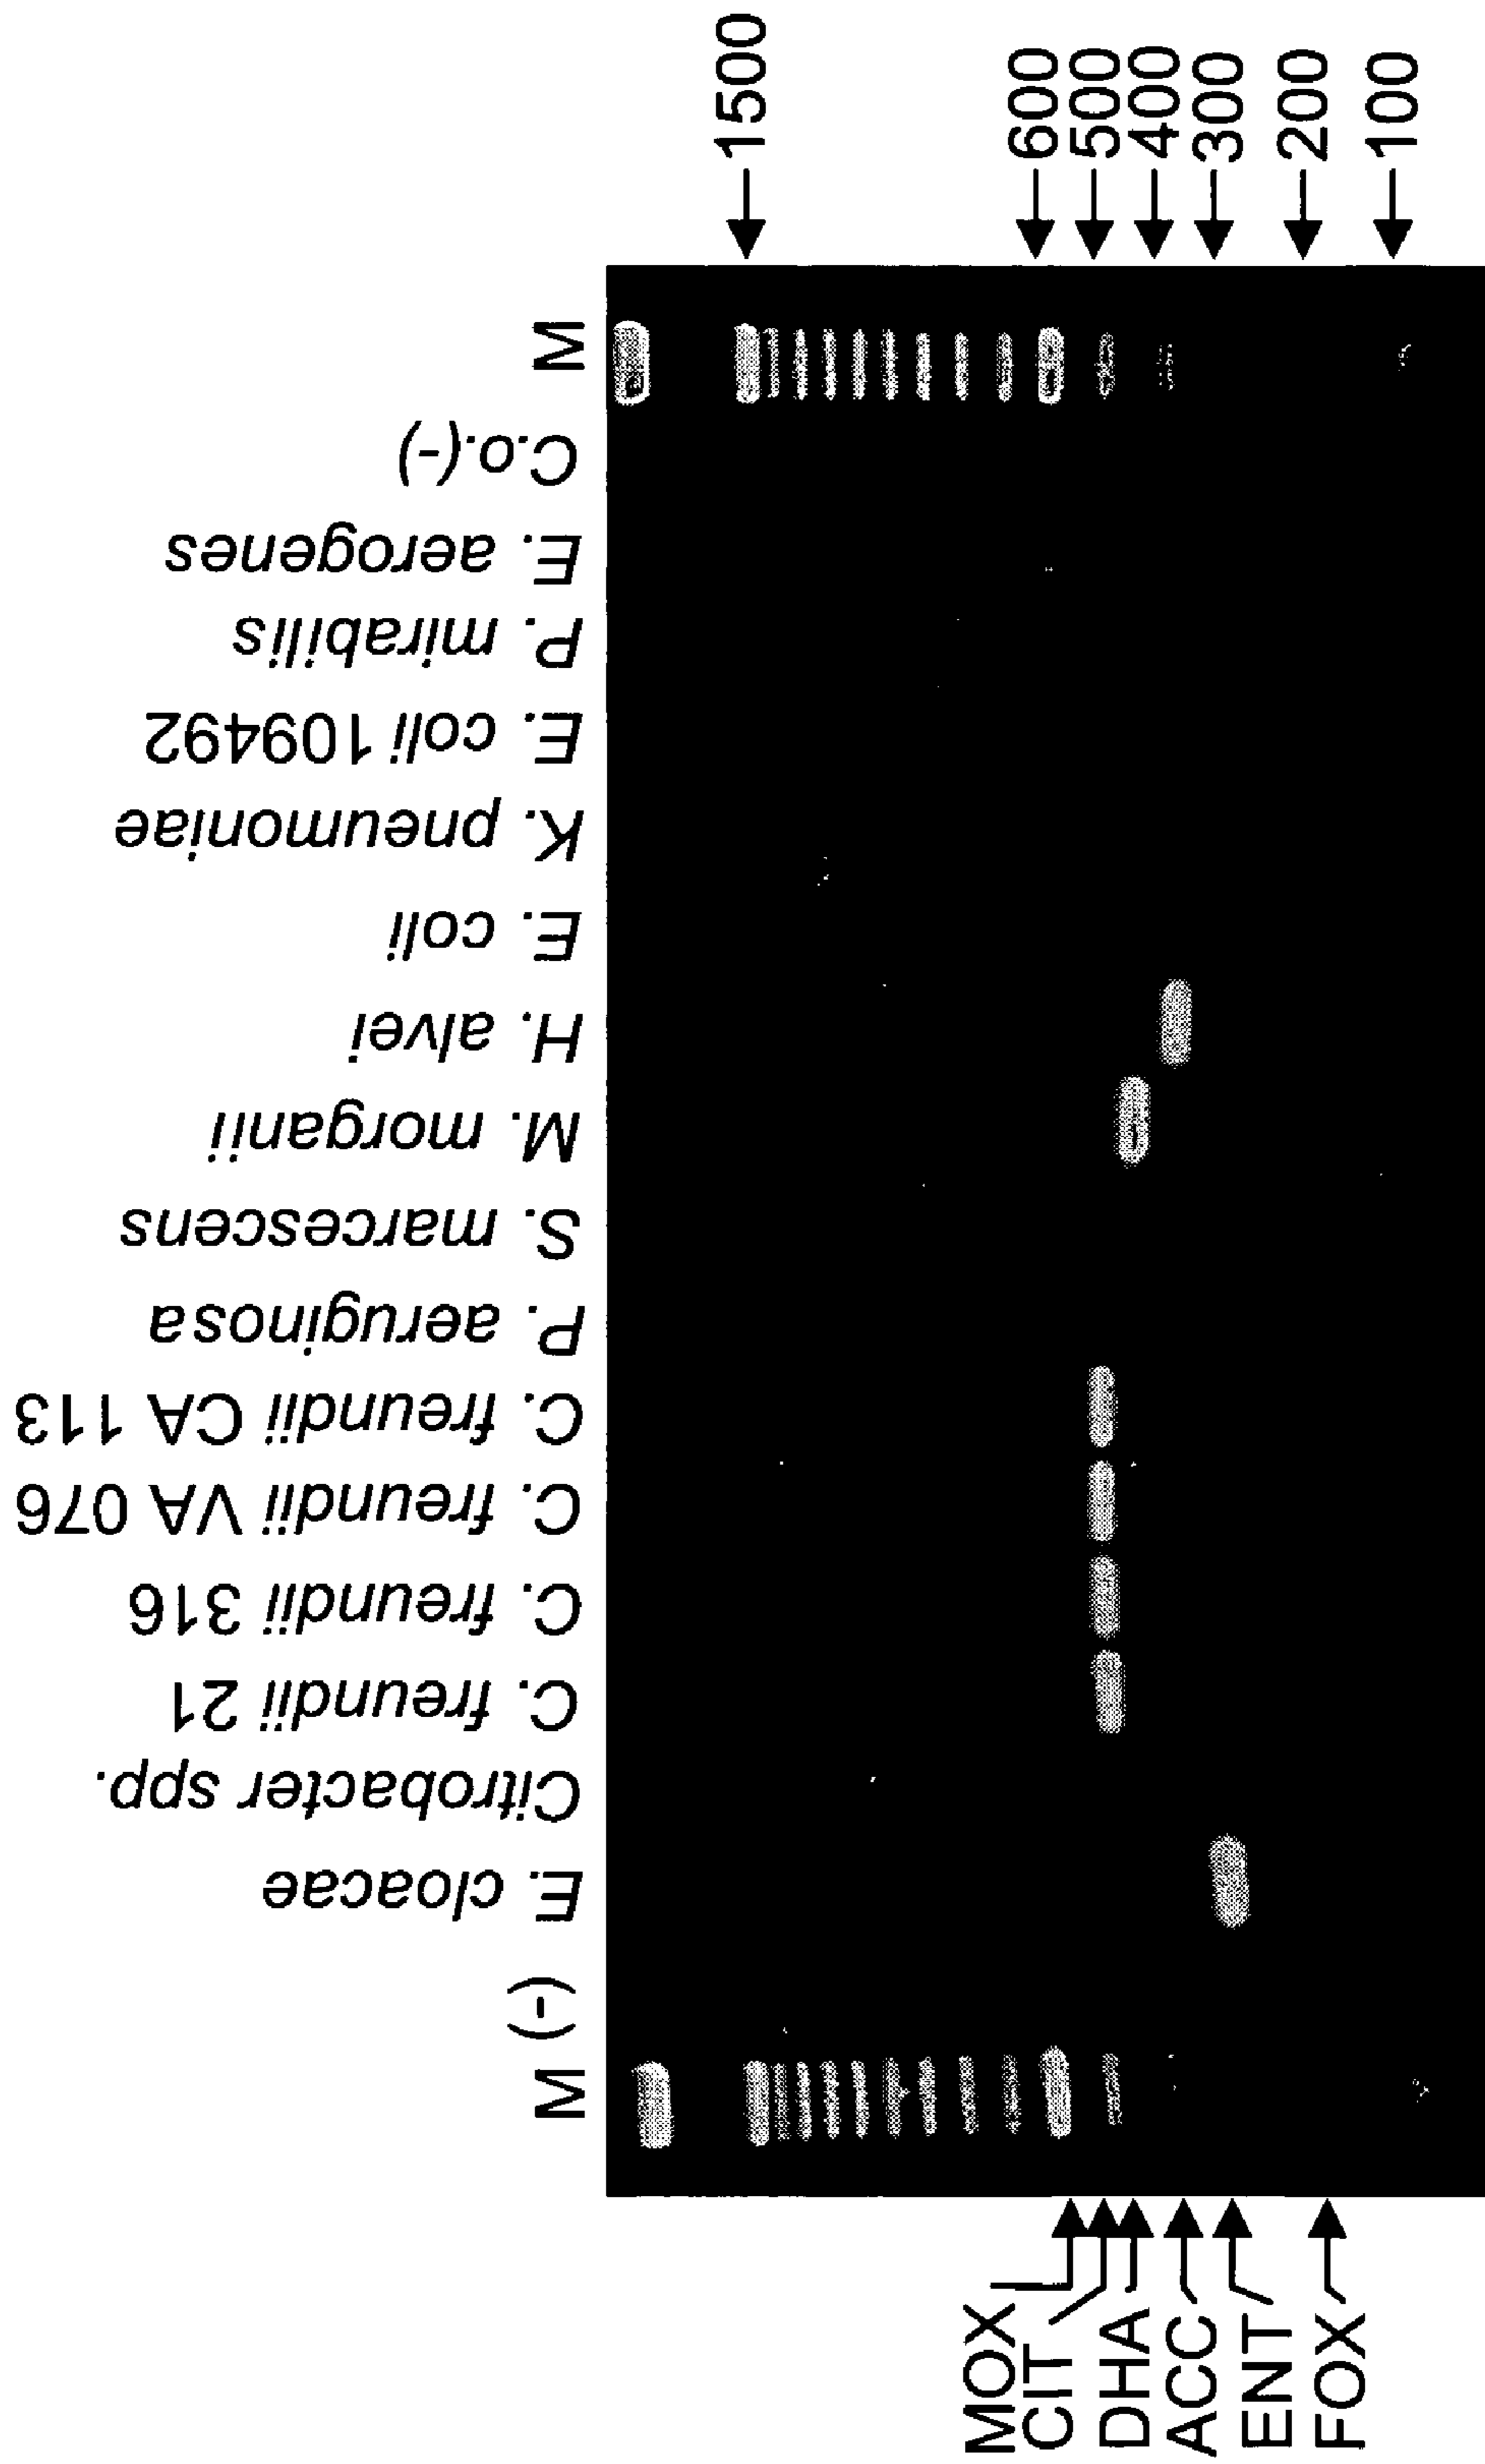 M
(-)
E. cloacae
Citrobacter spp.
C. freundii 21
C. freundii 316
C. freundii VA 076
C. freundii CA 113
P. aeruginosa
S. marcescens
M. morganii
H. alvei
E. coli
K. pneumoniae
E. coli 109492
P. mirabilis
E. aerogenes
C.o.(-)
M
MOX
CIT
DHA
ACC
ENT
FOX
1500
600
500
400
300
200
100